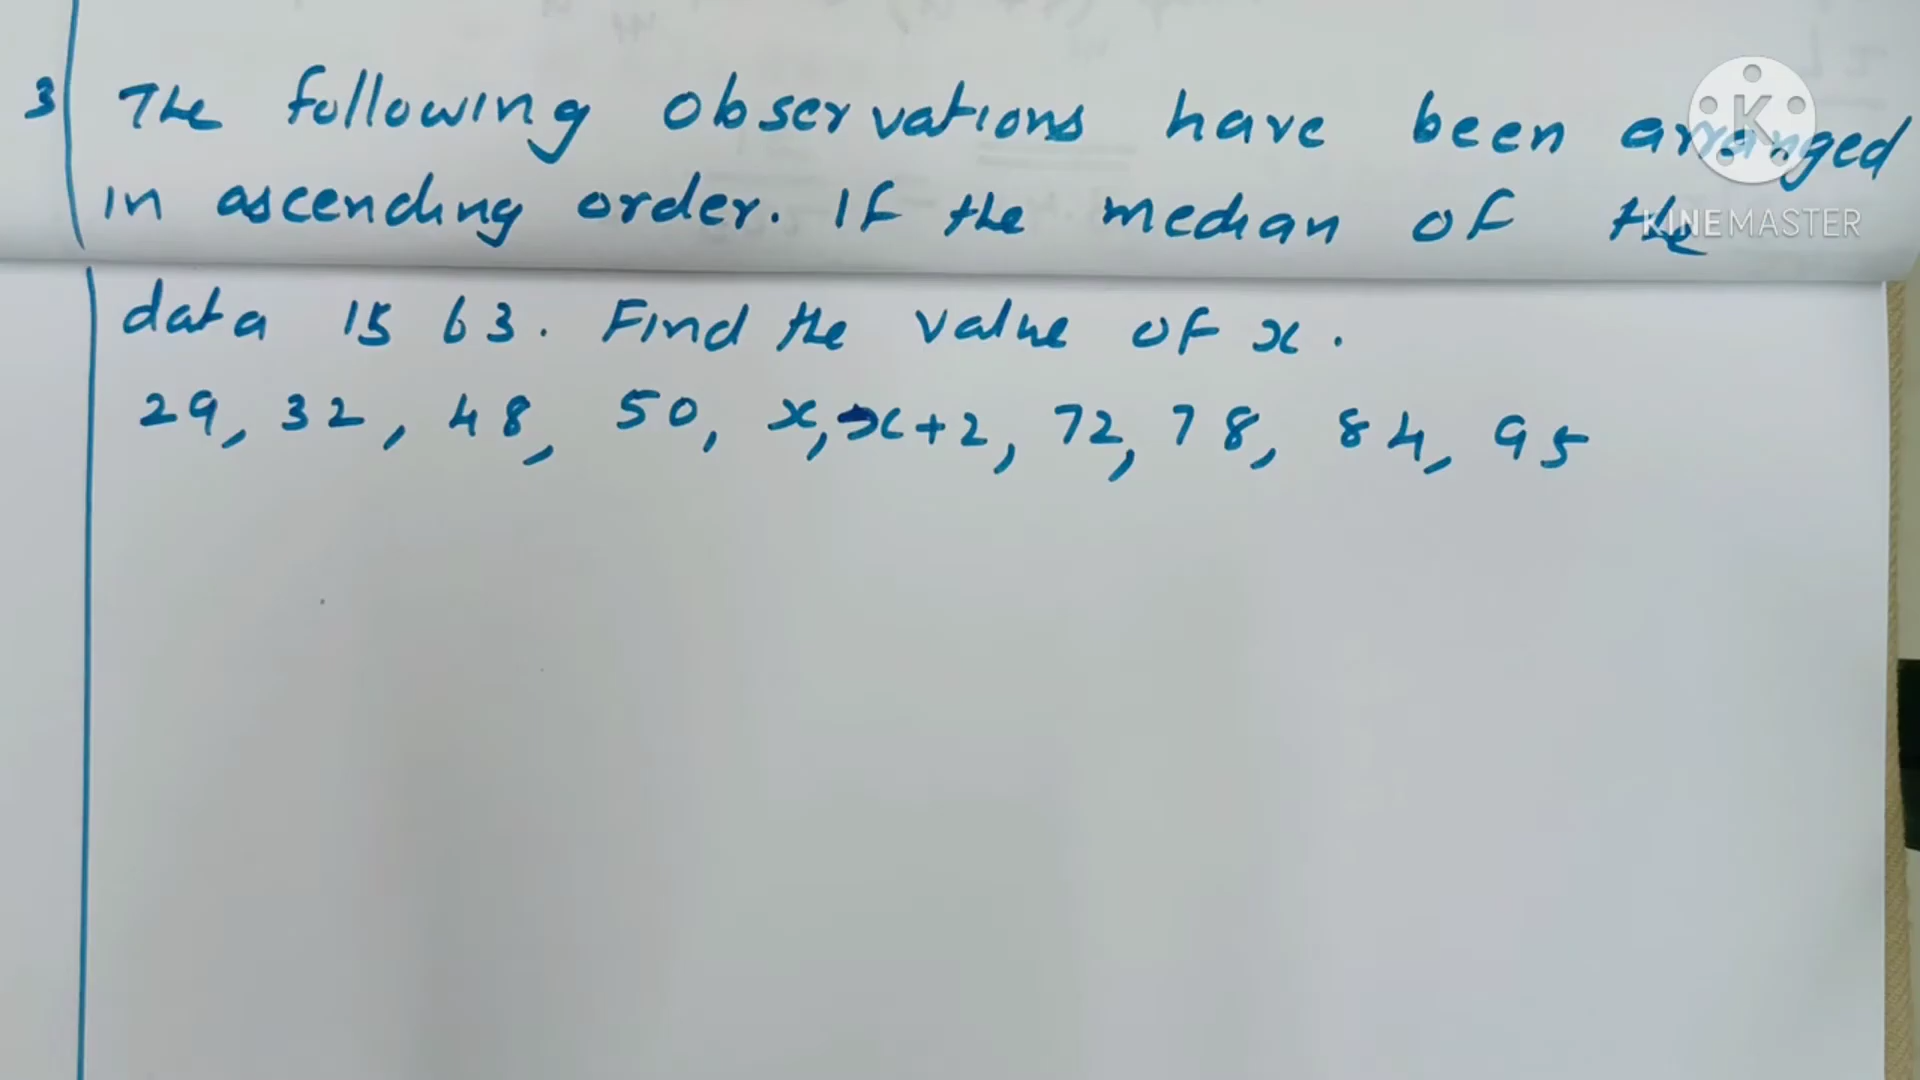 3 The following observations have been arranged
in ascending order. If the median of the
data is 63. Find the value of x.
29, 32, 48, 50, x, x+2, 72, 78, 84, 95
KINEMASTER